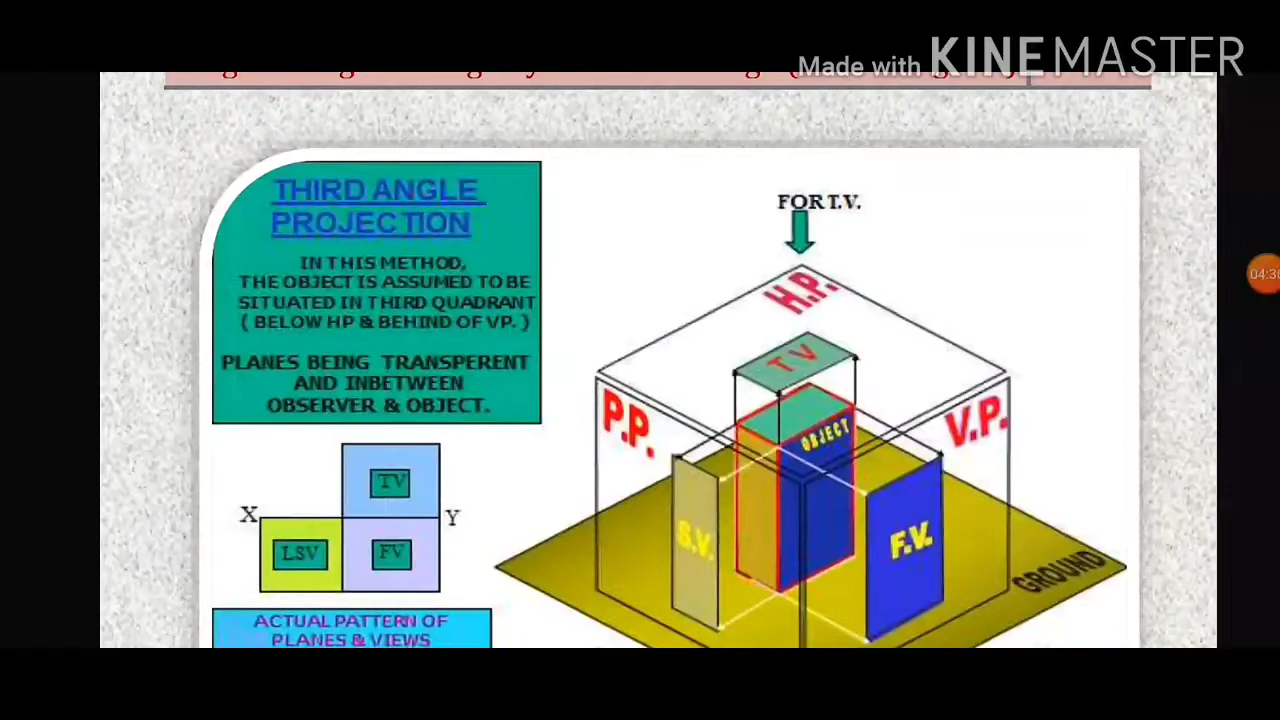 Made with KINEMASTER
THIRD ANGLE
PROJECTION
IN THIS METHOD,
THE OBJECT IS ASSUMED TO BE
SITUATED IN THIRD QUADRANT
( BELOW HP & BEHIND OF VP. )
PLANES BEING TRANSPERENT
AND INBETWEEN
OBSERVER & OBJECT.
FOR T.V.
H.P.
TV
P.P.
OBJECT
V.P.
S.V.
F.V.
GROUND
TV
X
Y
LSV
FV
ACTUAL PATTERN OF
PLANES & VIEWS